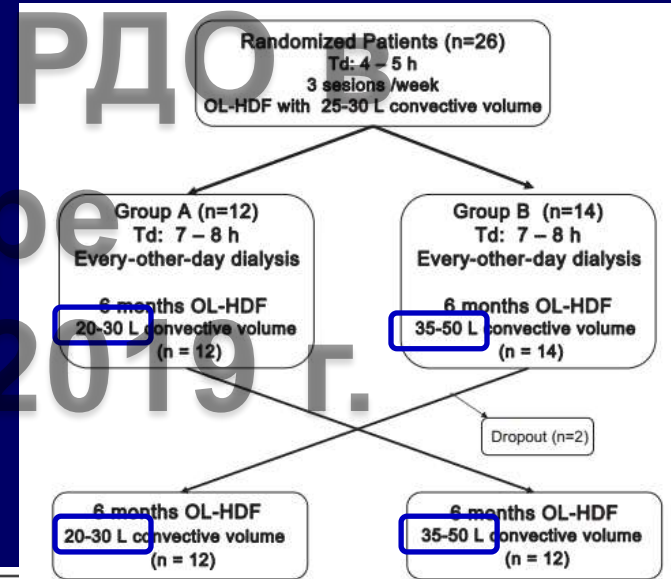 Randomized Patients (n=26)
Td: 4 – 5 h
3 sesions /week
OL-HDF with 25-30 L convective volume
РДО в
Group A (n=12)
Td: 7 – 8 h
Every-other-day dialysis
6 months OL-HDF
20-30 L convective volume
(n = 12)
Group B (n=14)
Td: 7 – 8 h
Every-other-day dialysis
6 months OL-HDF
35-50 L convective volume
(n = 14)
ое
2019 г.
Dropout (n=2)
6 months OL-HDF
20-30 L convective volume
(n = 12)
6 months OL-HDF
35-50 L convective volume
(n = 12)